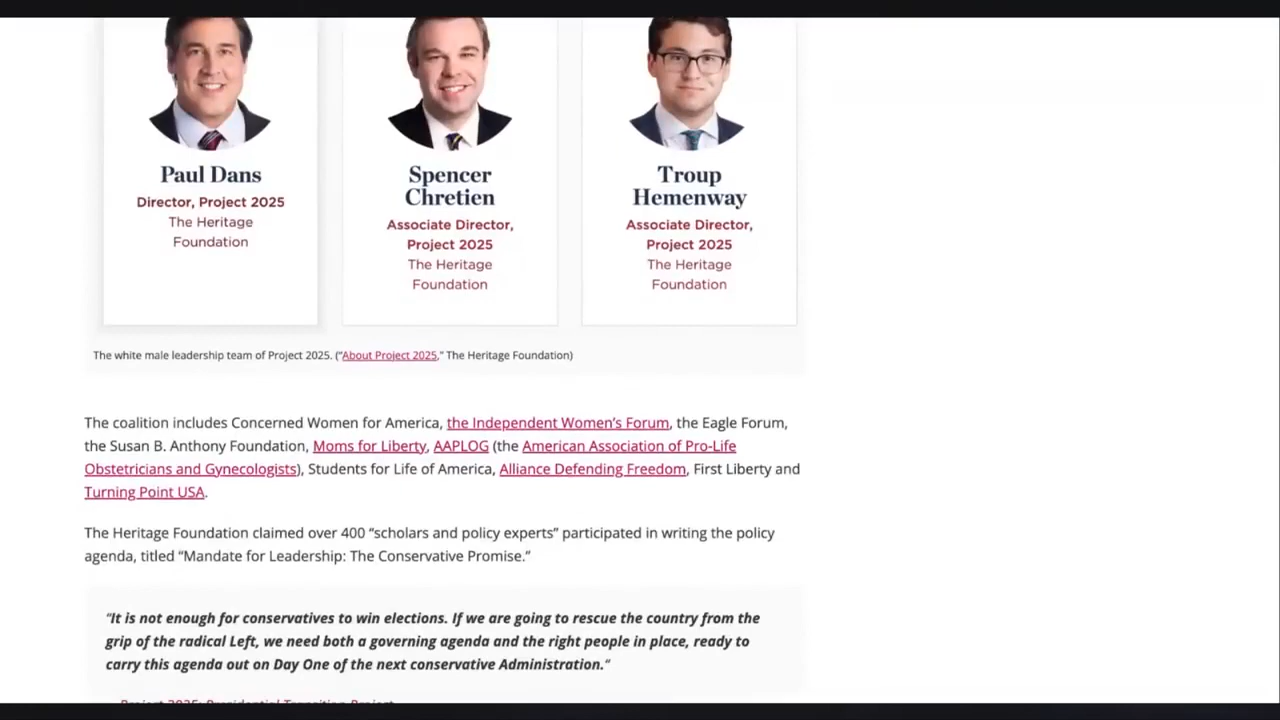 Paul Dans
Director, Project 2025
The Heritage
Foundation
Spencer
Chretien
Associate Director,
Project 2025
The Heritage
Foundation
Troup
Hemenway
Associate Director,
Project 2025
The Heritage
Foundation
The white male leadership team of Project 2025. (“About Project 2025,” The Heritage Foundation)
The coalition includes Concerned Women for America, the Independent Women’s Forum, the Eagle Forum,
the Susan B. Anthony Foundation, Moms for Liberty, AAPLOG (the American Association of Pro-Life
Obstetricians and Gynecologists), Students for Life of America, Alliance Defending Freedom, First Liberty and
Turning Point USA.
The Heritage Foundation claimed over 400 “scholars and policy experts” participated in writing the policy
agenda, titled “Mandate for Leadership: The Conservative Promise.”
“It is not enough for conservatives to win elections. If we are going to rescue the country from the
grip of the radical Left, we need both a governing agenda and the right people in place, ready to
carry this agenda out on Day One of the next conservative Administration.“
Project 2025: Presidential Transition Project